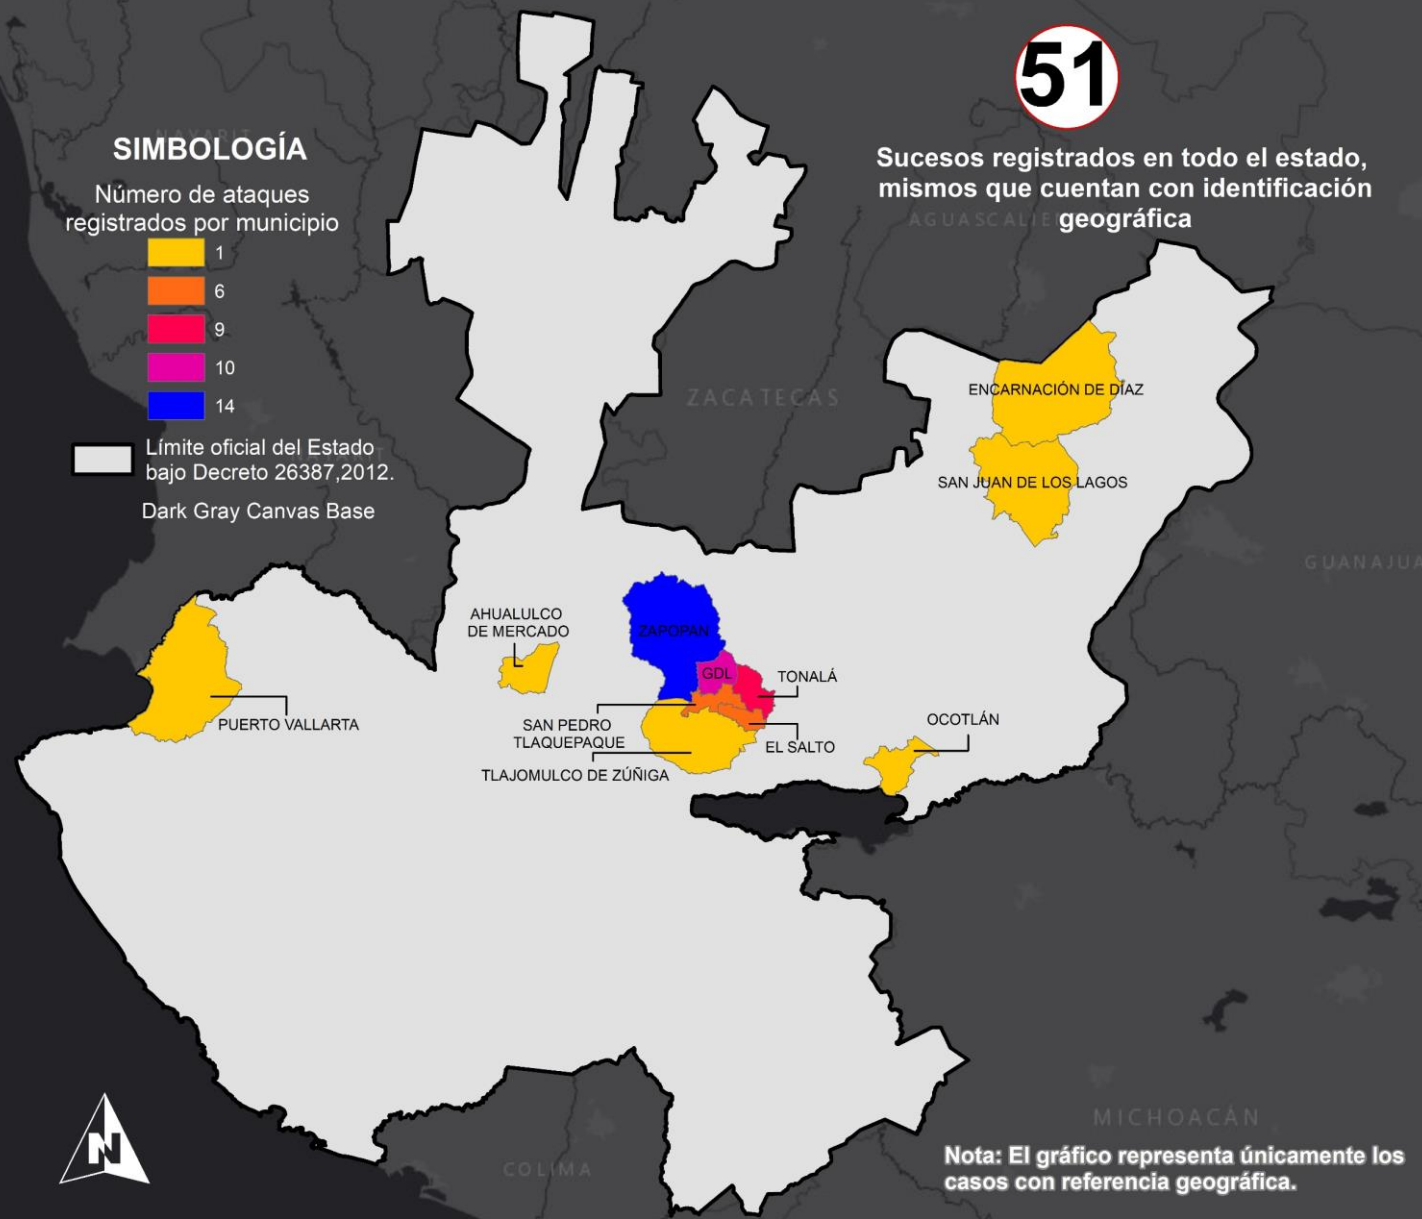 51
Sucesos registrados en todo el estado,
mismos que cuentan con identificación
geográfica
SIMBOLOGÍA
Número de ataques
registrados por municipio
1
6
9
10
14
Límite oficial del Estado
bajo Decreto 26387,2012.
Dark Gray Canvas Base
NAYARIT
NAYARIT
AGUASCALIE
ZACATECAS
GUANAJUA
ENCARNACIÓN DE DÍAZ
SAN JUAN DE LOS LAGOS
AHUALULCO
DE MERCADO
ZAPOPAN
GDL
TONALÁ
PUERTO VALLARTA
SAN PEDRO
TLAQUEPAQUE
EL SALTO
OCOTLÁN
TLAJOMULCO DE ZÚÑIGA
MICHOACÁN
COLIMA
N
Nota: El gráfico representa únicamente los
casos con referencia geográfica.